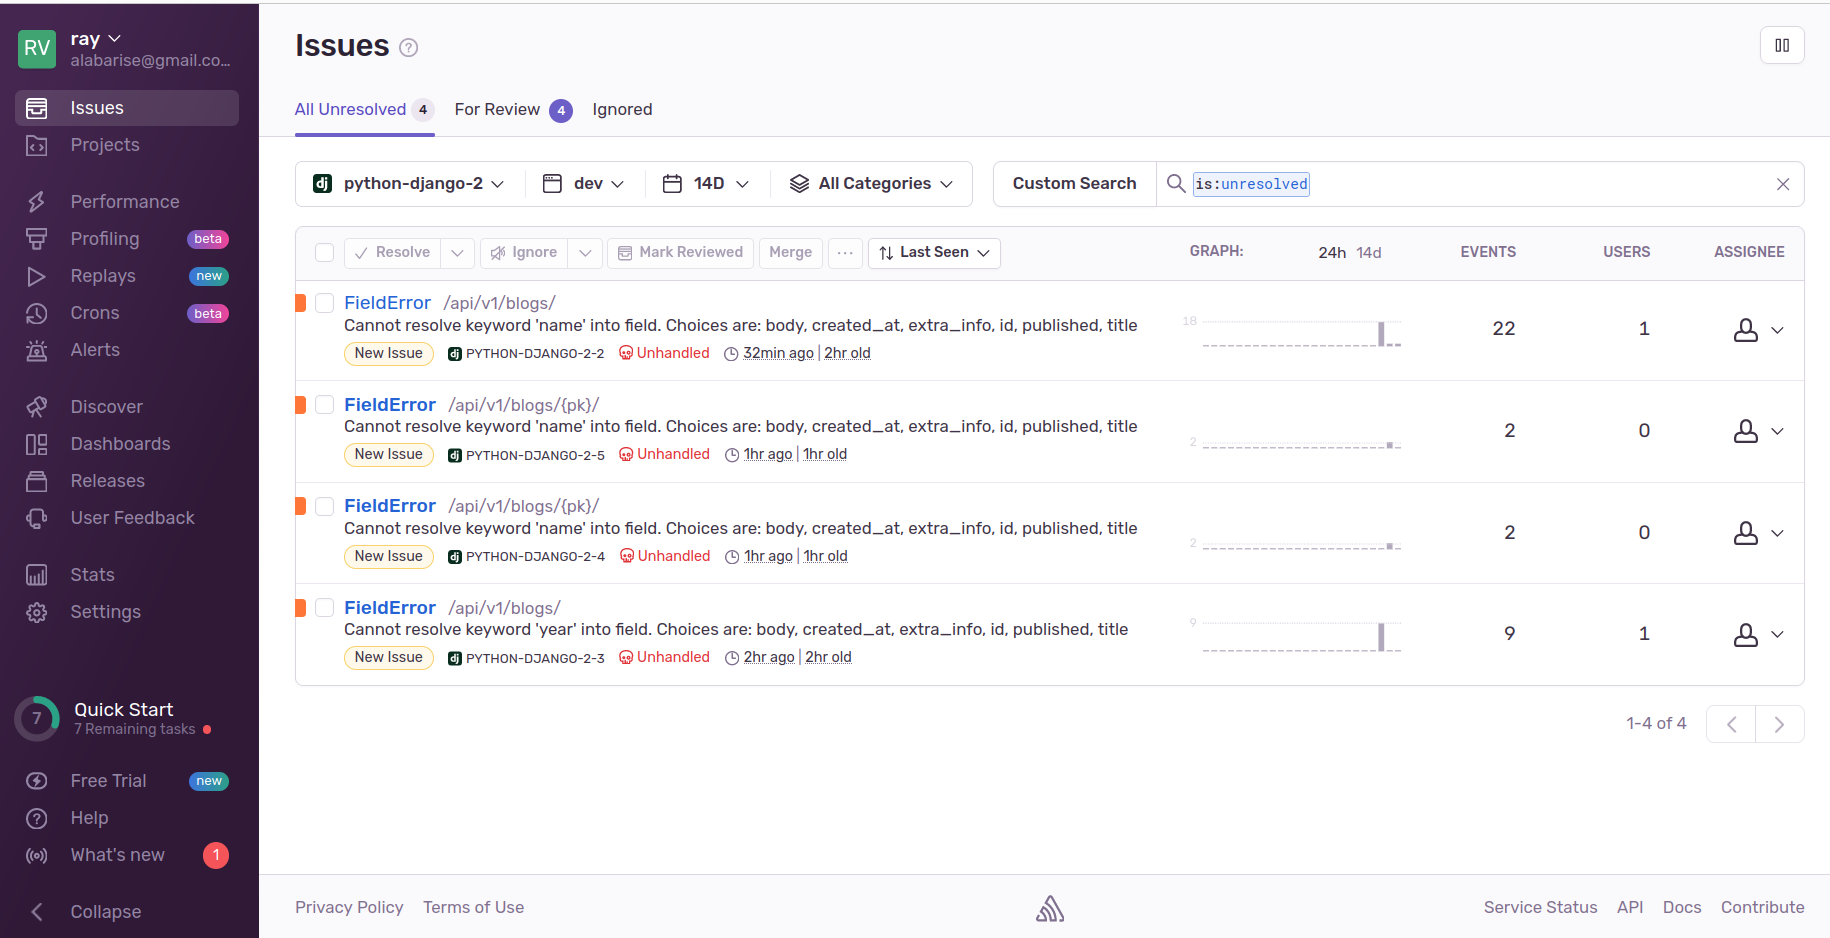 RV
ray
alabarise@gmail.co...
Issues
Projects
Performance
Profiling beta
Replays new
Crons beta
Alerts
Discover
Dashboards
Releases
User Feedback
Stats
Settings
7
Quick Start
7 Remaining tasks
Free Trial new
Help
What's new 1
Collapse
Issues ?
All Unresolved 4 For Review 4 Ignored
dj python-django-2 dev 14D All Categories Custom Search is:unresolved
Resolve Ignore Mark Reviewed Merge ... Last Seen GRAPH: 24h 14d EVENTS USERS ASSIGNEE
FieldError /api/v1/blogs/
Cannot resolve keyword 'name' into field. Choices are: body, created_at, extra_info, id, published, title
New Issue dj PYTHON-DJANGO-2-2 Unhandled 32min ago | 2hr old
18
22 1
FieldError /api/v1/blogs/{pk}/
Cannot resolve keyword 'name' into field. Choices are: body, created_at, extra_info, id, published, title
New Issue dj PYTHON-DJANGO-2-5 Unhandled 1hr ago | 1hr old
2
2 0
FieldError /api/v1/blogs/{pk}/
Cannot resolve keyword 'name' into field. Choices are: body, created_at, extra_info, id, published, title
New Issue dj PYTHON-DJANGO-2-4 Unhandled 1hr ago | 1hr old
2
2 0
FieldError /api/v1/blogs/
Cannot resolve keyword 'year' into field. Choices are: body, created_at, extra_info, id, published, title
New Issue dj PYTHON-DJANGO-2-3 Unhandled 2hr ago | 2hr old
9
9 1
1-4 of 4
Privacy Policy Terms of Use Service Status API Docs Contribute